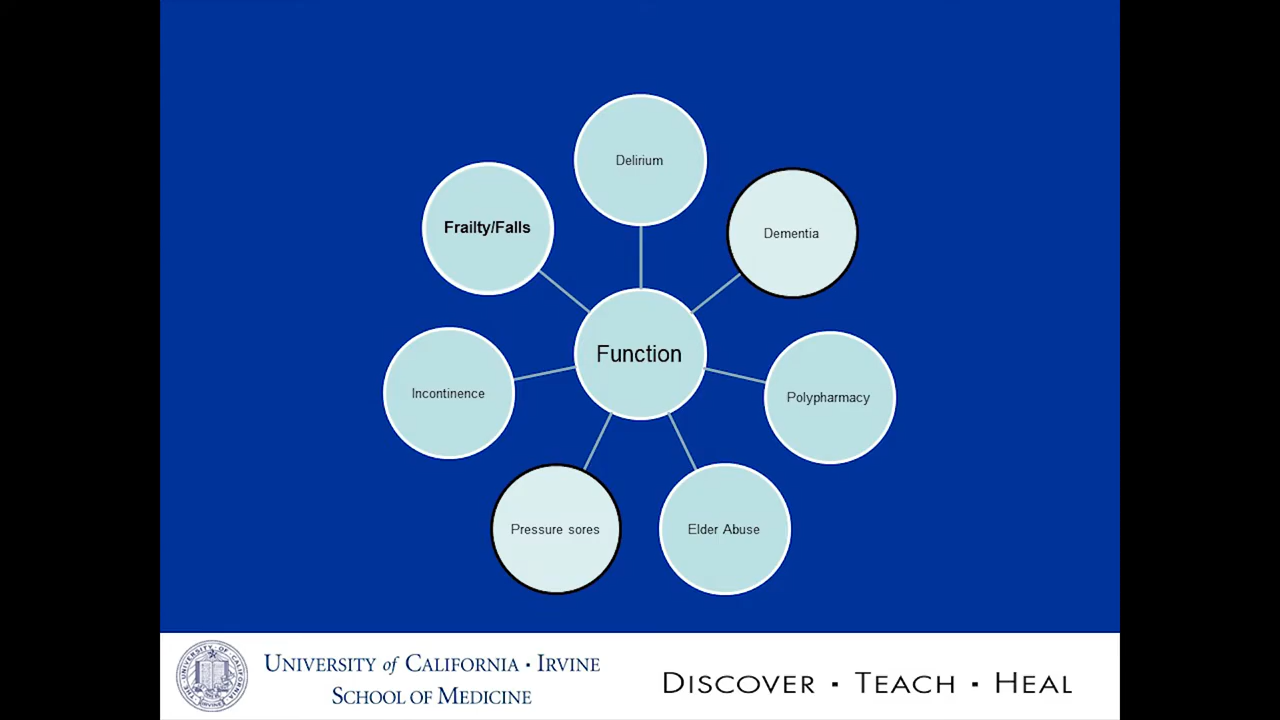 Delirium
Frailty/Falls
Dementia
Function
Incontinence
Polypharmacy
Pressure sores
Elder Abuse
UNIVERSITY of CALIFORNIA · IRVINE
SCHOOL OF MEDICINE
DISCOVER · TEACH · HEAL